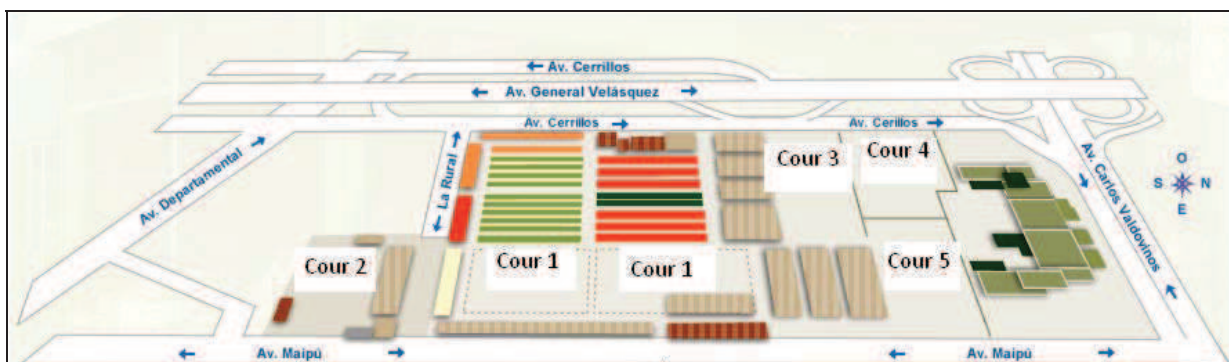 Av. Cerrillos
Av. General Velásquez
Av. Cerrillos
Av. Cerillos
Av. Departamental
La Rural
Cour 3
Cour 4
Av. Carlos Valdovinos
O
S N
E
Cour 2
Cour 1
Cour 1
Cour 5
Av. Maipú
Av. Maipú